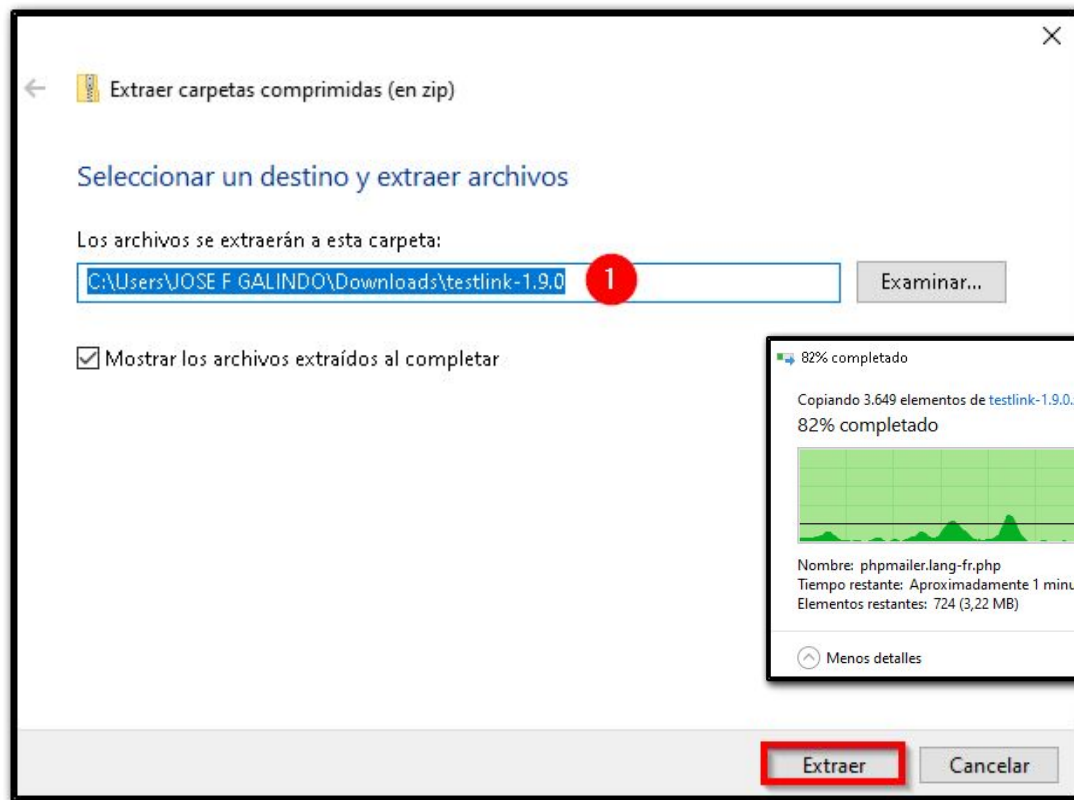 Extraer carpetas comprimidas (en zip)
Seleccionar un destino y extraer archivos
Los archivos se extraerán a esta carpeta:
C:\Users\JOSE F GALINDO\Downloads\testlink-1.9.0
1
Examinar...
Mostrar los archivos extraídos al completar
82% completado
Copiando 3.649 elementos de testlink-1.9.0.
82% completado
Nombre: phpmailer.lang-fr.php
Tiempo restante: Aproximadamente 1 minu
Elementos restantes: 724 (3,22 MB)
Menos detalles
Extraer
Cancelar